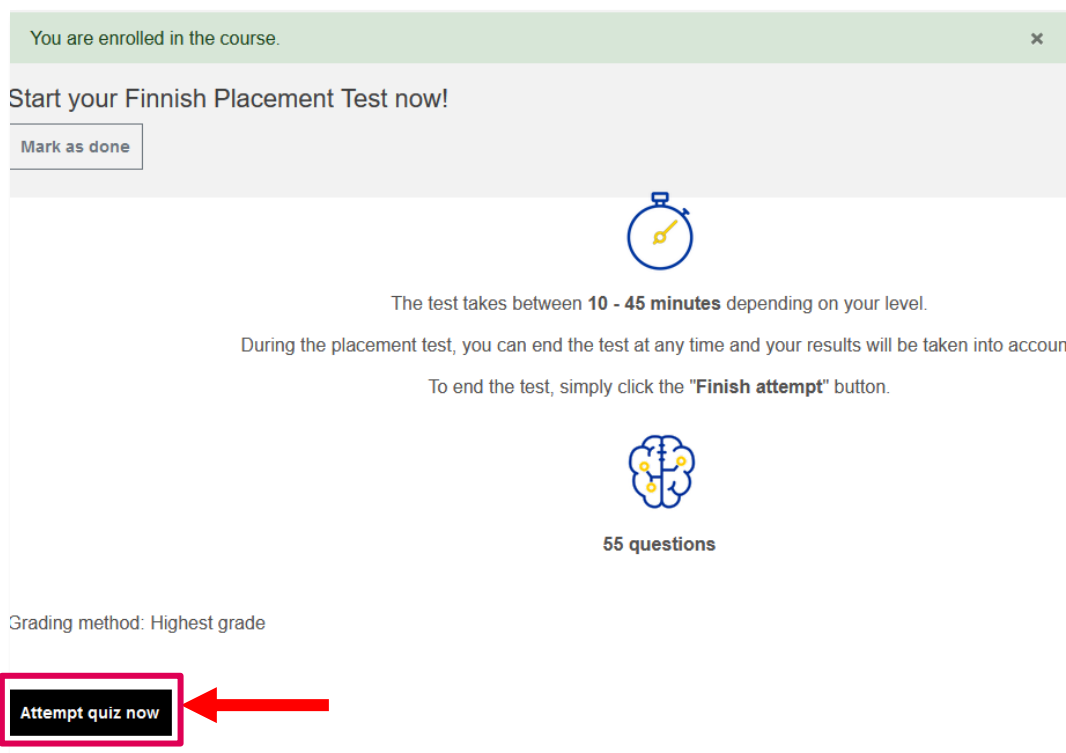 You are enrolled in the course. ×
Start your Finnish Placement Test now!
Mark as done
The test takes between 10 - 45 minutes depending on your level.
During the placement test, you can end the test at any time and your results will be taken into accoun
To end the test, simply click the "Finish attempt" button.
55 questions
Grading method: Highest grade
Attempt quiz now